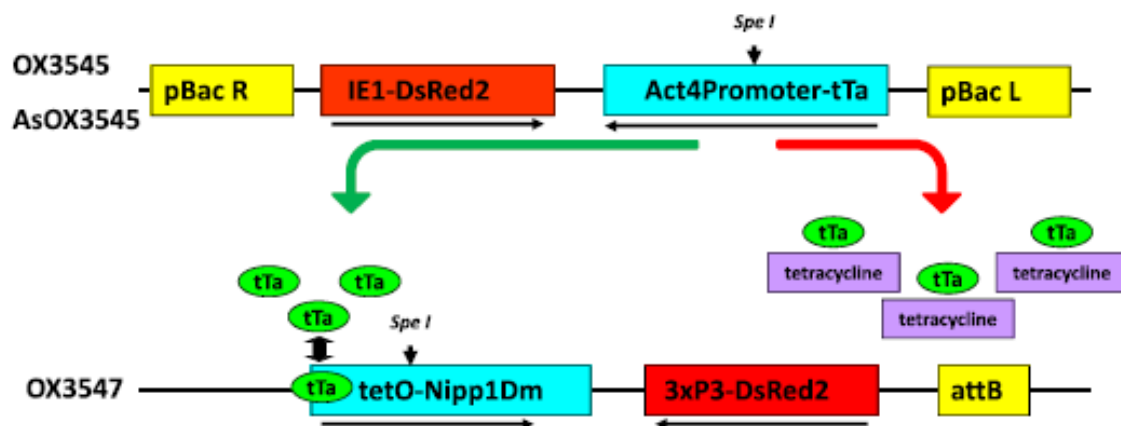 Spe I
OX3545
AsOX3545
pBac R
IE1-DsRed2
Act4Promoter-tTa
pBac L
tTa
tTa
tTa
tetracycline
tetracycline
tetracycline
tTa
tTa
tTa
Spe I
OX3547
tTa
tetO-Nipp1Dm
3xP3-DsRed2
attB